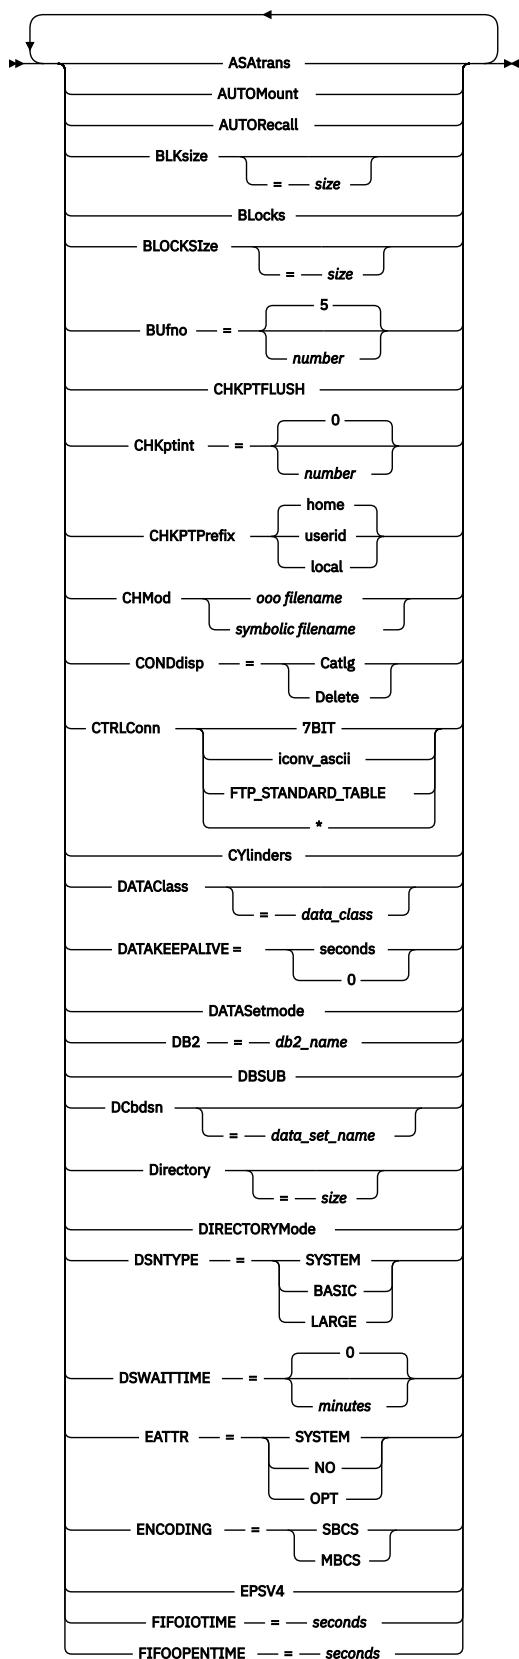 ASAtrans
AUTOMount
AUTORecall
BLKsize
= size
BLocks
BLOCKSIze
= size
5
BUfno =
number
CHKPTFLUSH
0
CHKptint =
number
home
CHKPTPrefix userid
local
CHMod ooo filename
symbolic filename
CONDdisp = Catlg
Delete
CTRLConn 7BIT
iconv_ascii
FTP_STANDARD_TABLE
*
CYlinders
DATAClass
= data_class
DATAKEEPALIVE = seconds
0
DATASetmode
DB2 = db2_name
DBSUB
DCbdsn
= data_set_name
Directory
= size
DIRECTORYMode
DSNTYPE = SYSTEM
BASIC
LARGE
0
DSWAITTIME =
minutes
EATTR = SYSTEM
NO
OPT
ENCODING = SBCS
MBCS
EPSV4
FIFOIOTIME = seconds
FIFOOPENTIME = seconds